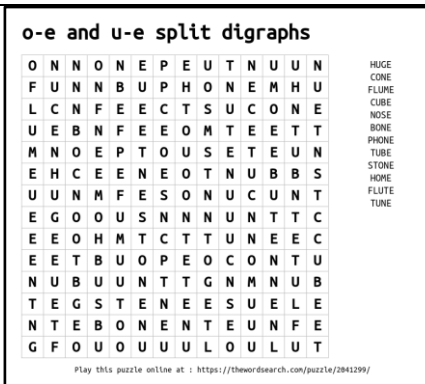 o-e and u-e split digraphs
O N N O N E P E U T N U U N
F U N N B U P H O N E M H U
L C N F E E C T S U C O N E
U E B N F E E O M T E E T T
M N O E P T O U S E T E U N
E H C E E N E O T N U B B S
U U N M F E S O N U C U N T
E G O O U S N N N U N T T C
E E O H M T C T T U N E E C
E E T B U O P E O C O N T U
N U B U U N T T G N M N U B
T E G S T E N E E S U E L E
N T E B O N E N T E U N F E
G F O U O U U U L O U L U T
HUGE
CONE
FLUME
CUBE
NOSE
BONE
PHONE
TUBE
STONE
HOME
FLUTE
TUNE
Play this puzzle online at : https://thewordsearch.com/puzzle/2041299/